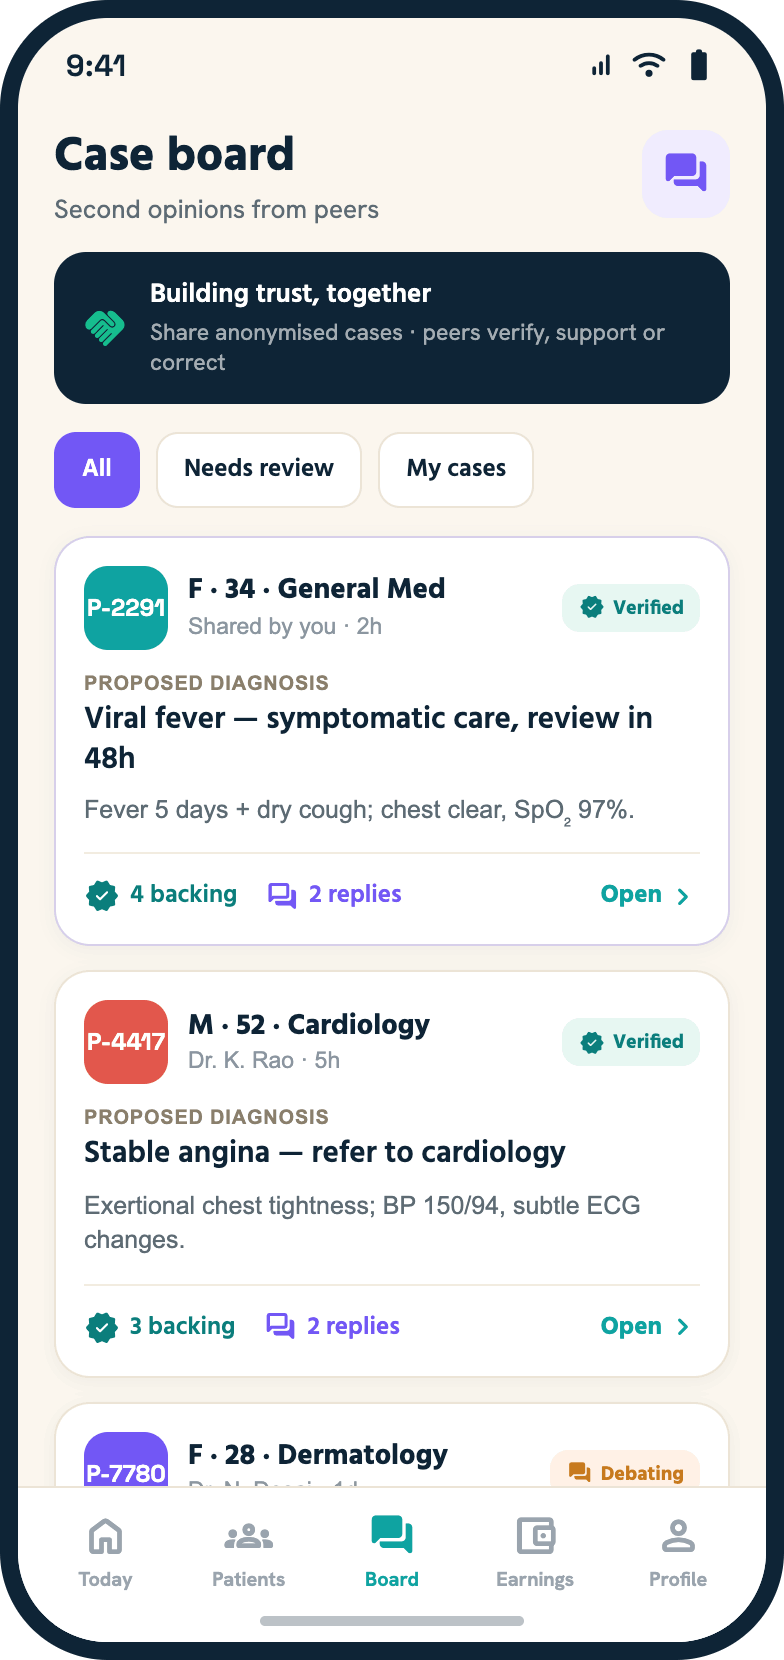 9:41
Case board
Second opinions from peers
Building trust, together
Share anonymised cases · peers verify, support or
correct
All
Needs review
My cases
P-2291
F · 34 · General Med
Shared by you · 2h
Verified
PROPOSED DIAGNOSIS
Viral fever — symptomatic care, review in
48h
Fever 5 days + dry cough; chest clear, SpO₂ 97%.
4 backing
2 replies
Open
P-4417
M · 52 · Cardiology
Dr. K. Rao · 5h
Verified
PROPOSED DIAGNOSIS
Stable angina — refer to cardiology
Exertional chest tightness; BP 150/94, subtle ECG
changes.
3 backing
2 replies
Open
P-7780
F · 28 · Dermatology
Debating
Today
Patients
Board
Earnings
Profile